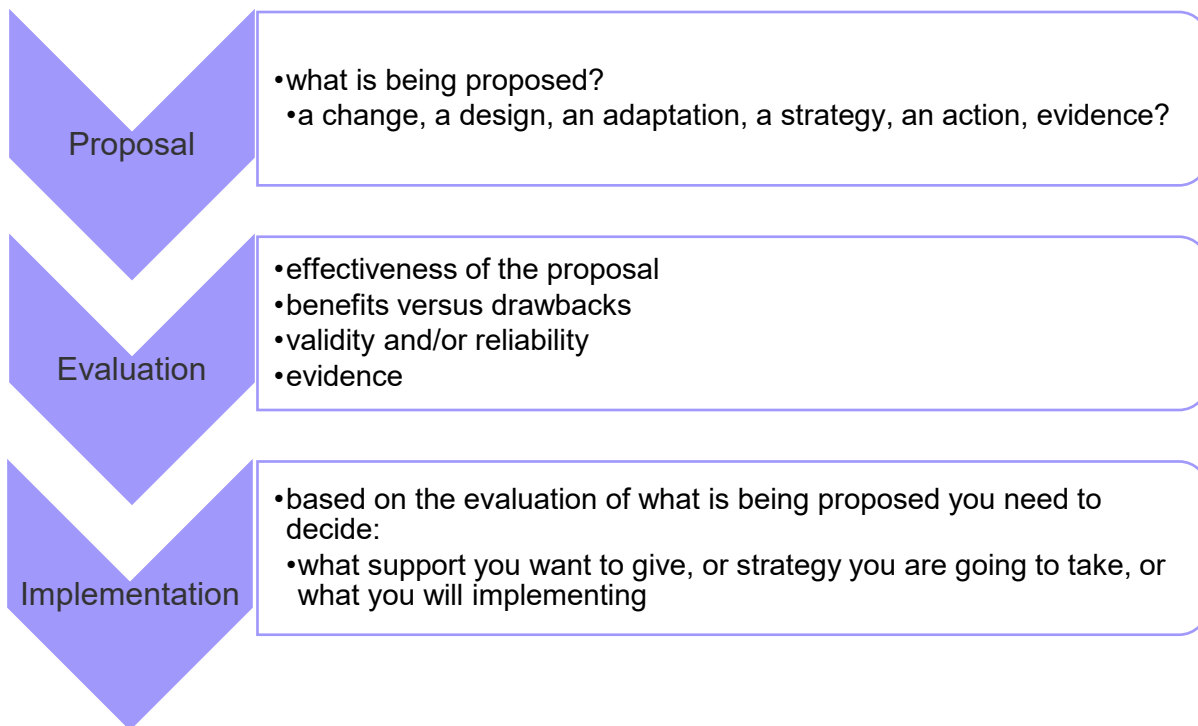 Proposal
•what is being proposed?
•a change, a design, an adaptation, a strategy, an action, evidence?
Evaluation
•effectiveness of the proposal
•benefits versus drawbacks
•validity and/or reliability
•evidence
Implementation
•based on the evaluation of what is being proposed you need to
decide:
•what support you want to give, or strategy you are going to take, or
what you will implementing